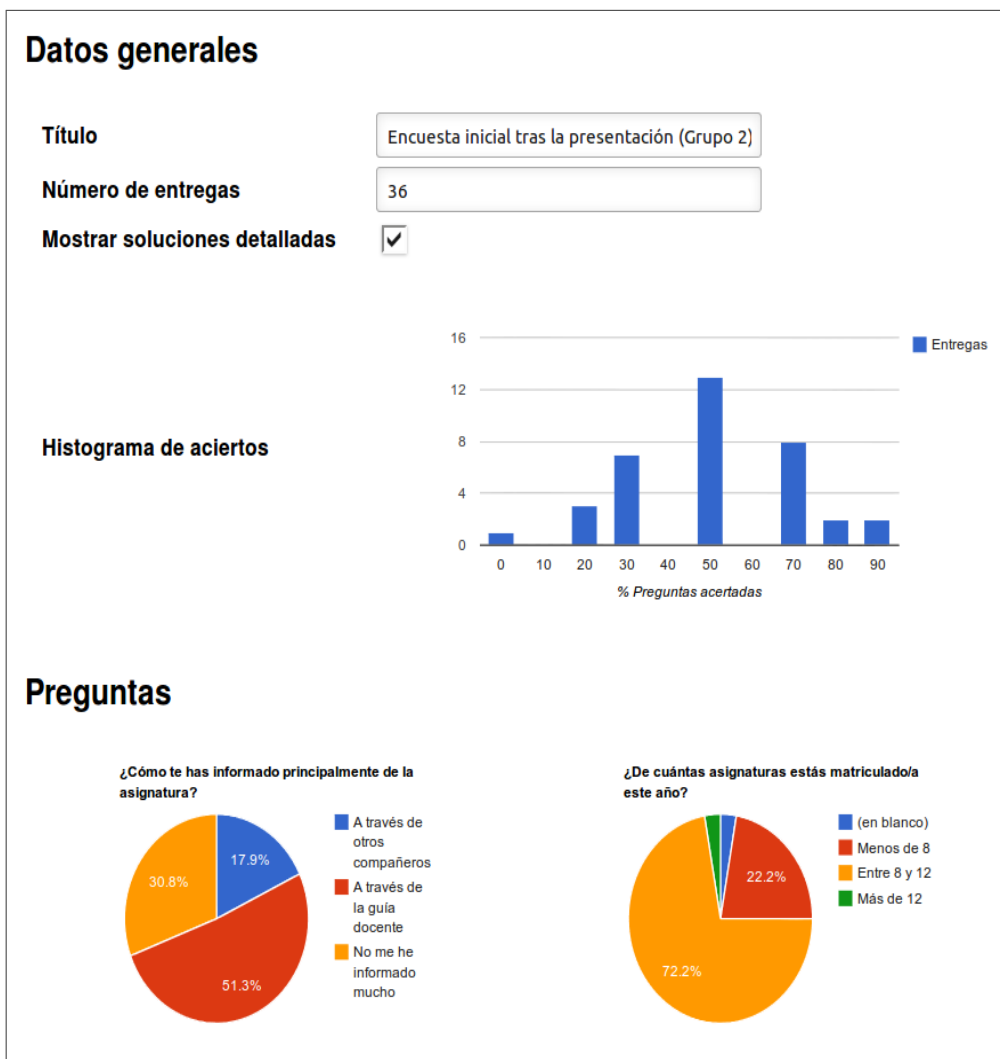 Datos generales
Título
Encuesta inicial tras la presentación (Grupo 2)
Número de entregas
36
Mostrar soluciones detalladas
16
Entregas
12
8
Histograma de aciertos
4
0
0 10 20 30 40 50 60 70 80 90
% Preguntas acertadas
Preguntas
¿Cómo te has informado principalmente de la
asignatura?
A través de
otros
compañeros
A través de
la guía
docente
No me he
informado
mucho
17.9%
30.8%
51.3%
¿De cuántas asignaturas estás matriculado/a
este año?
(en blanco)
Menos de 8
Entre 8 y 12
Más de 12
22.2%
72.2%